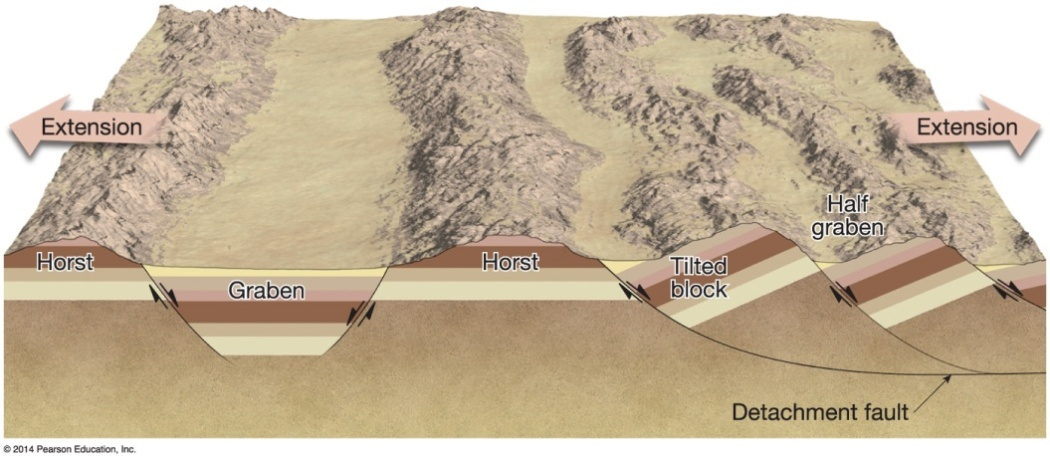 Extension
Extension
Half
graben
Horst
Horst
Tilted
block
Graben
Detachment fault
© 2014 Pearson Education, Inc.